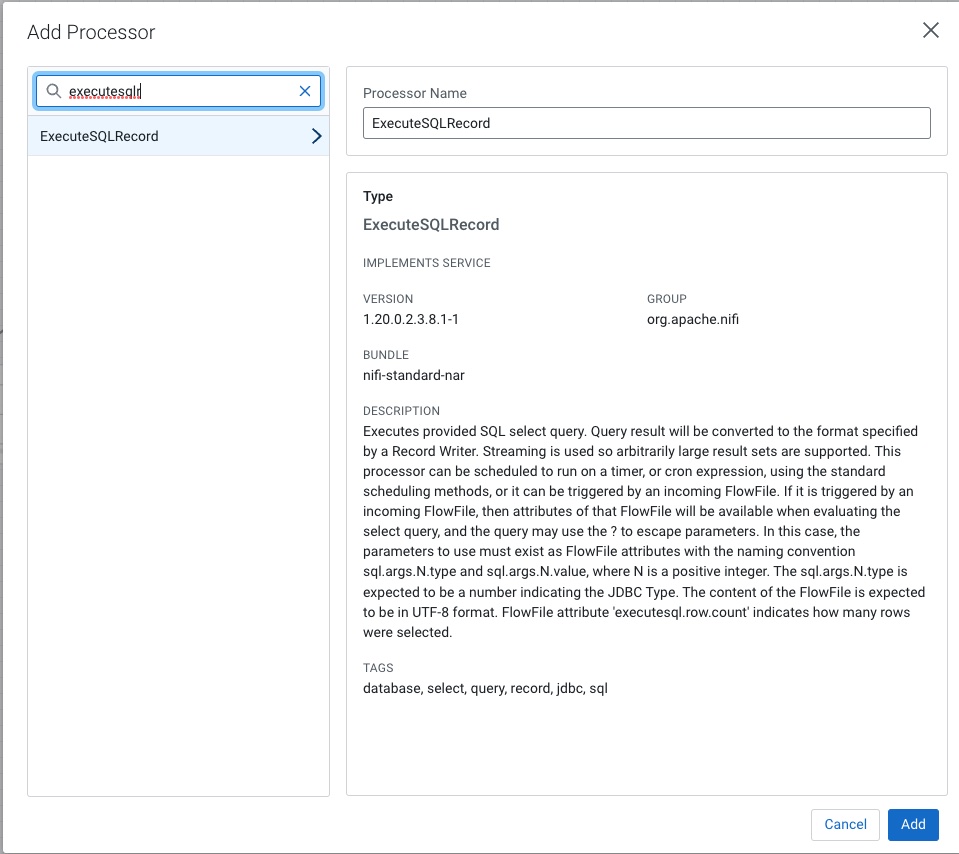 Add Processor
executesqlr
ExecuteSQLRecord
Processor Name
ExecuteSQLRecord
Type
ExecuteSQLRecord
IMPLEMENTS SERVICE
VERSION
GROUP
1.20.0.2.3.8.1-1
org.apache.nifi
BUNDLE
nifi-standard-nar
DESCRIPTION
Executes provided SQL select query. Query result will be converted to the format specified
by a Record Writer. Streaming is used so arbitrarily large result sets are supported. This
processor can be scheduled to run on a timer, or cron expression, using the standard
scheduling methods, or it can be triggered by an incoming FlowFile. If it is triggered by an
incoming FlowFile, then attributes of that FlowFile will be available when evaluating the
select query, and the query may use the ? to escape parameters. In this case, the
parameters to use must exist as FlowFile attributes with the naming convention
sql.args.N.type and sql.args.N.value, where N is a positive integer. The sql.args.N.type is
expected to be a number indicating the JDBC Type. The content of the FlowFile is expected
to be in UTF-8 format. FlowFile attribute 'executesql.row.count' indicates how many rows
were selected.
TAGS
database, select, query, record, jdbc, sql
Cancel
Add